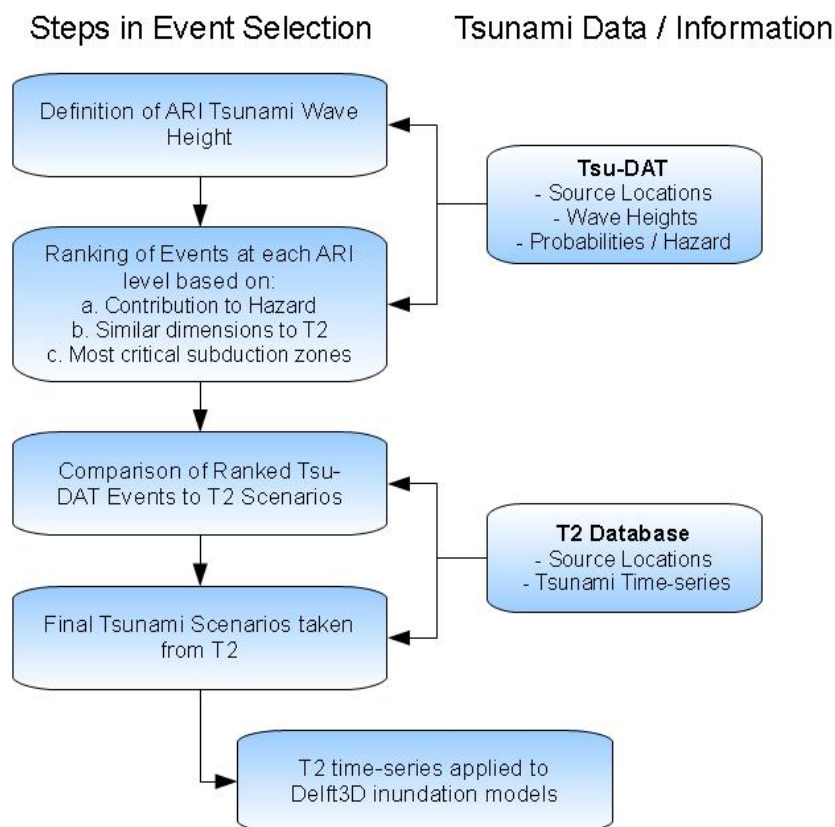 Steps in Event Selection
Tsunami Data / Information
Definition of ARI Tsunami Wave
Height
Tsu-DAT
- Source Locations
- Wave Heights
- Probabilities / Hazard
Ranking of Events at each ARI
level based on:
a. Contribution to Hazard
b. Similar dimensions to T2
c. Most critical subduction zones
Comparison of Ranked Tsu-
DAT Events to T2 Scenarios
T2 Database
- Source Locations
- Tsunami Time-series
Final Tsunami Scenarios taken
from T2
T2 time-series applied to
Delft3D inundation models